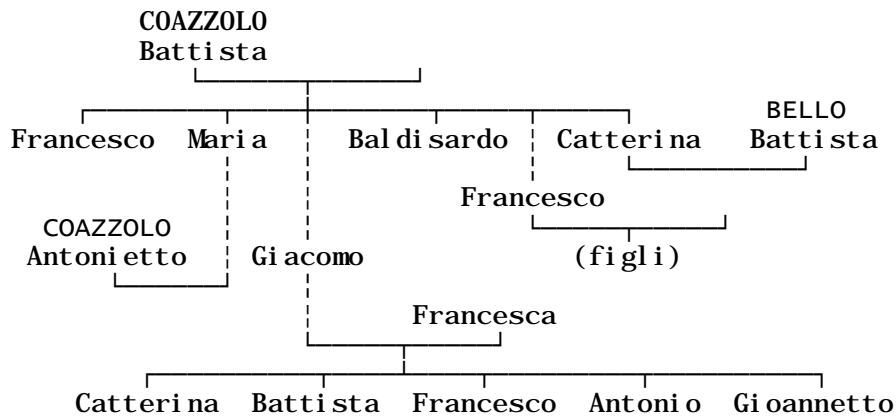 COAZZOLO
Battista
BELLO
Francesco Maria Baldisardo Catterina Battista
Francesco
COAZZOLO
Antonietto Giacomo (figli)
Francesca
Catterina Battista Francesco Antonio Gioannetto